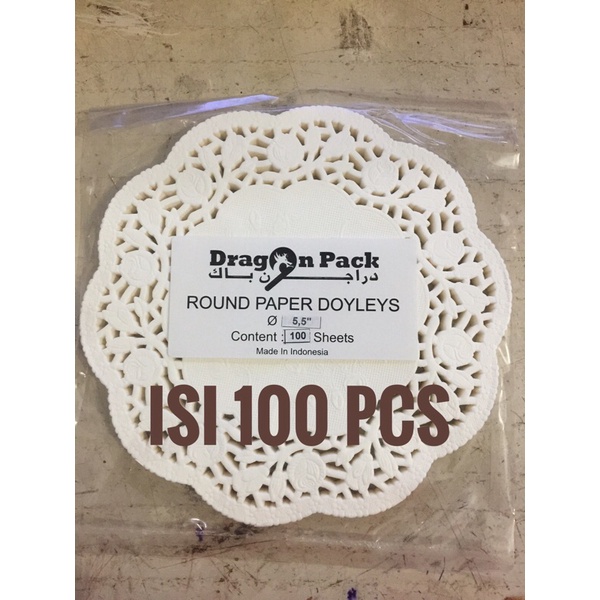 Dragon Pack
دراجون باك
ROUND PAPER DOYLEYS
Ø 5,5"
Content : 100 Sheets
Made In Indonesia
ISI 100 PCS